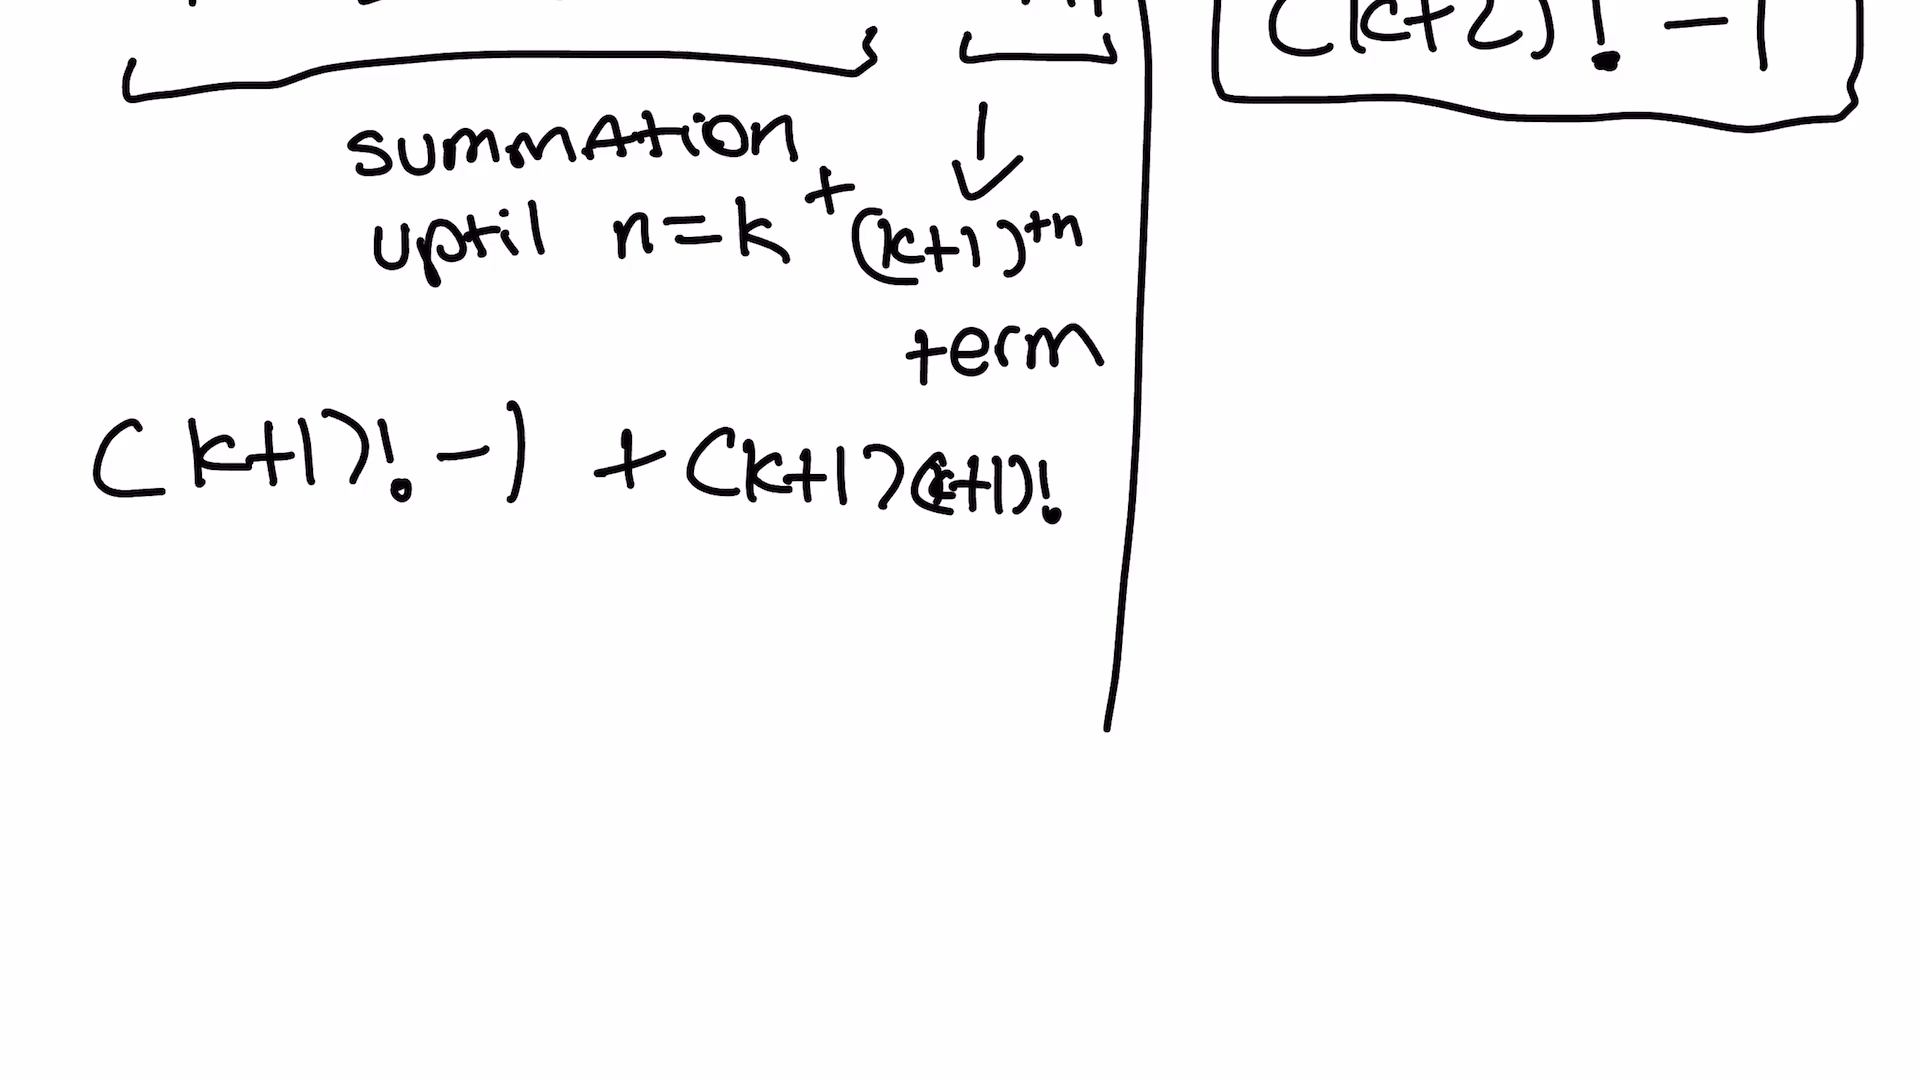 (k+2)! - 1
summAtion
uptil n=k + (k+1)th
term
(k+1)! - 1 + (k+1)(k+1)!